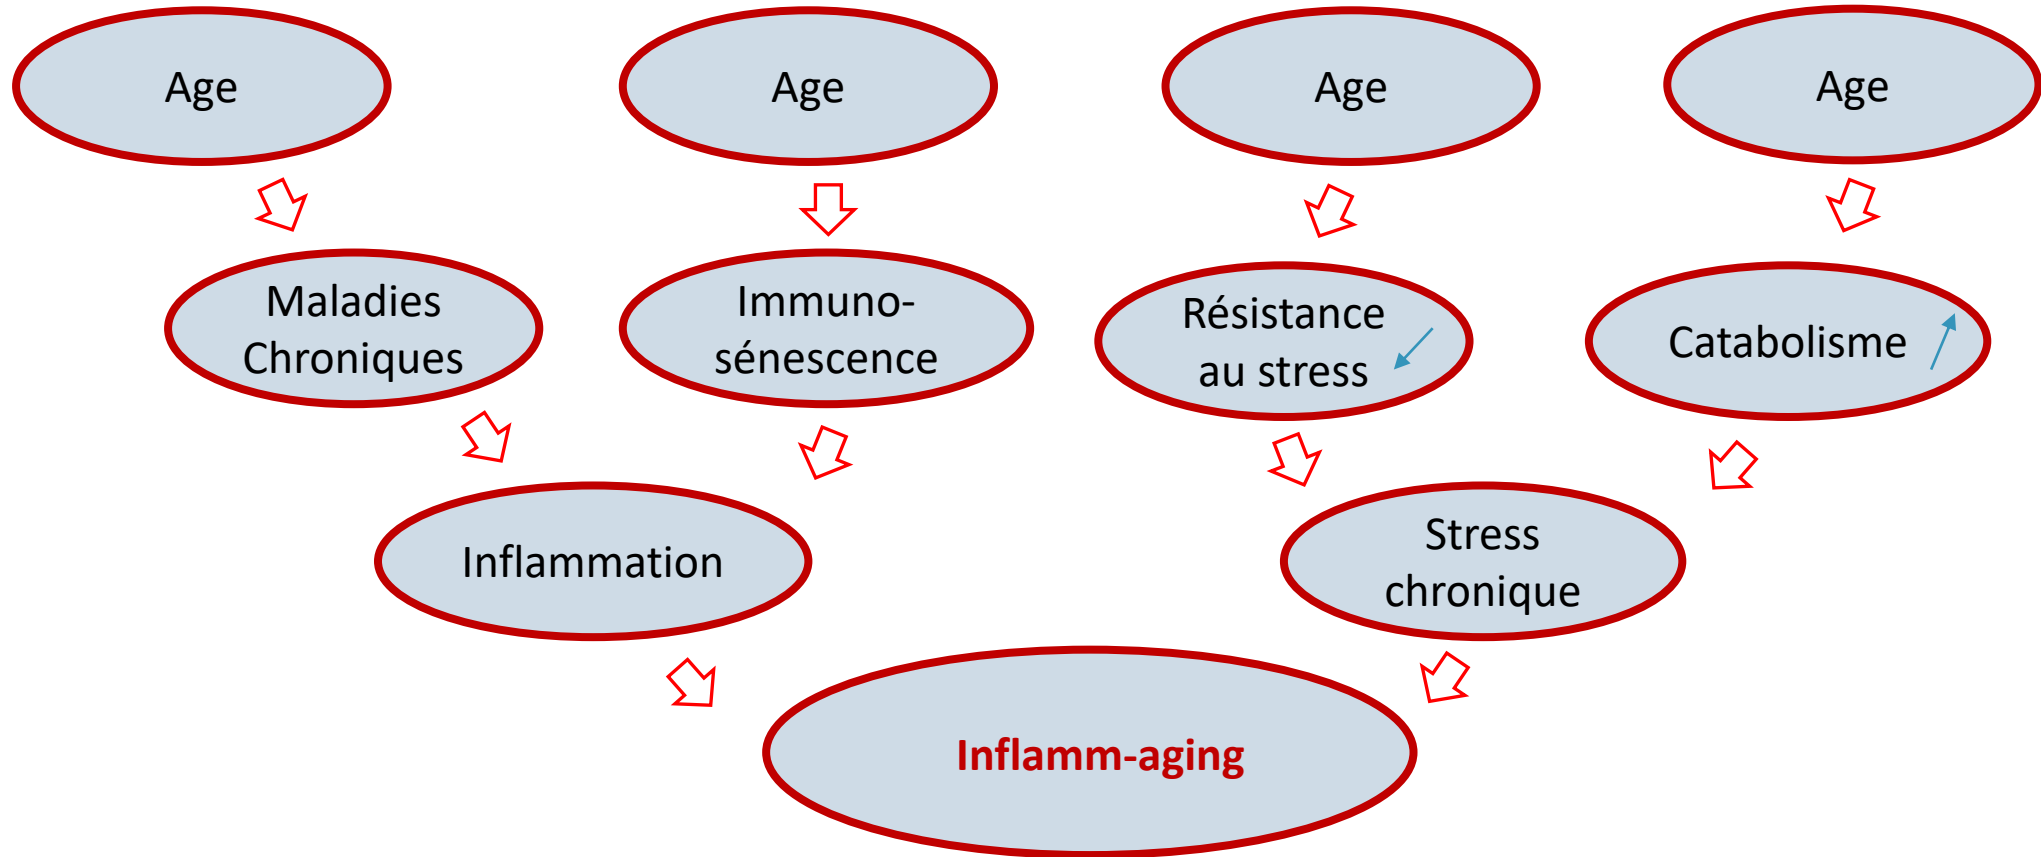 Age
Age
Age
Age
Maladies
Chroniques
Immuno-
sénescence
Résistance
au stress
Catabolisme
Inflammation
Stress
chronique
Inflamm-aging